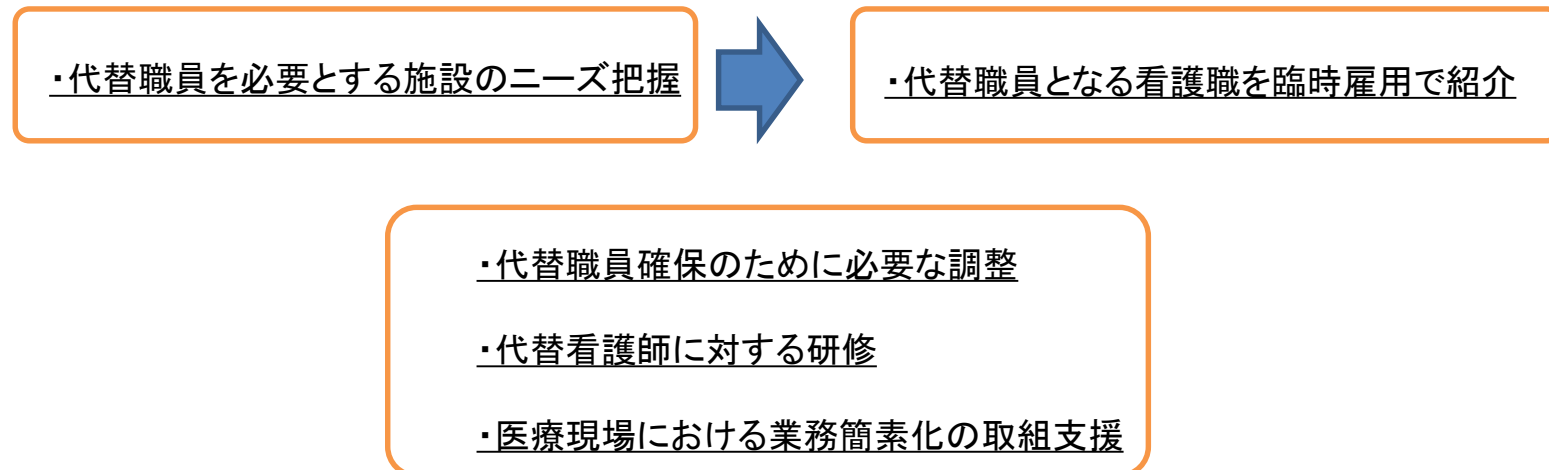 ・代替職員を必要とする施設のニーズ把握
・代替職員となる看護職を臨時雇用で紹介
・代替職員確保のために必要な調整
・代替看護師に対する研修
・医療現場における業務簡素化の取組支援